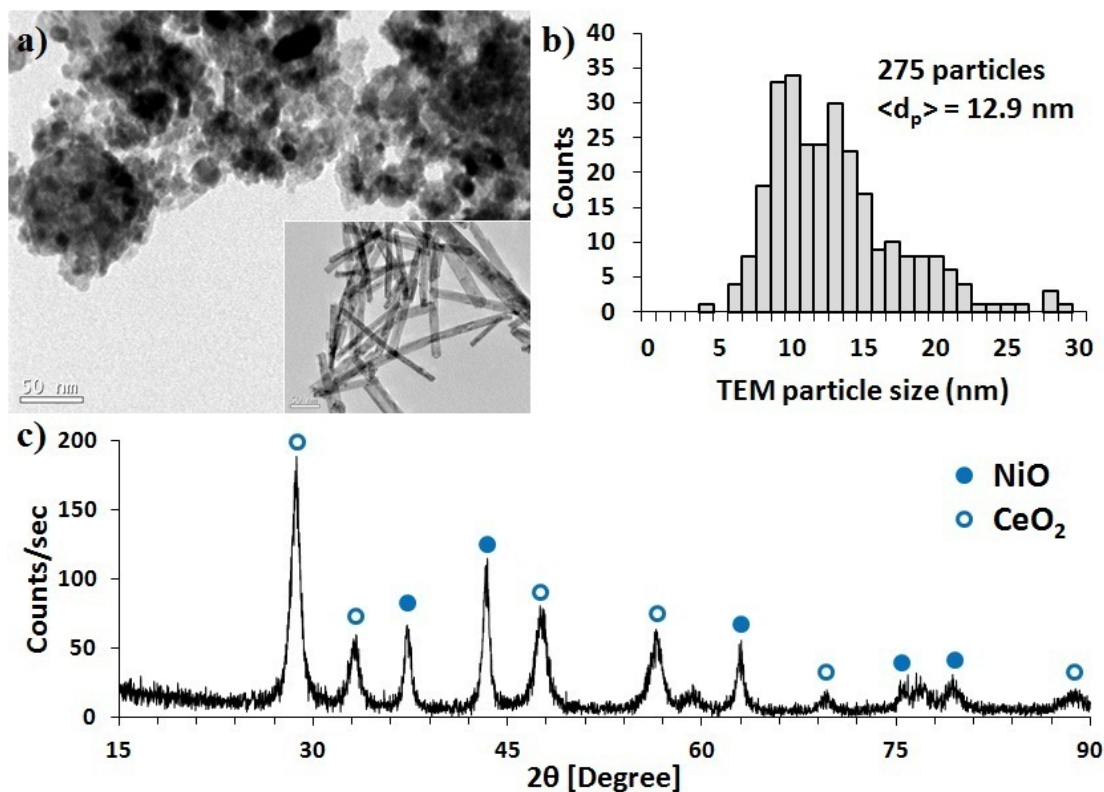 a)
50 nm
50 nm
b)
40
35
30
25
20
15
10
5
0
Counts
275 particles
<dₚ> = 12.9 nm
0 5 10 15 20 25 30
TEM particle size (nm)
c)
200
150
100
50
0
Counts/sec
NiO
CeO₂
15 30 45 60 75 90
2θ [Degree]